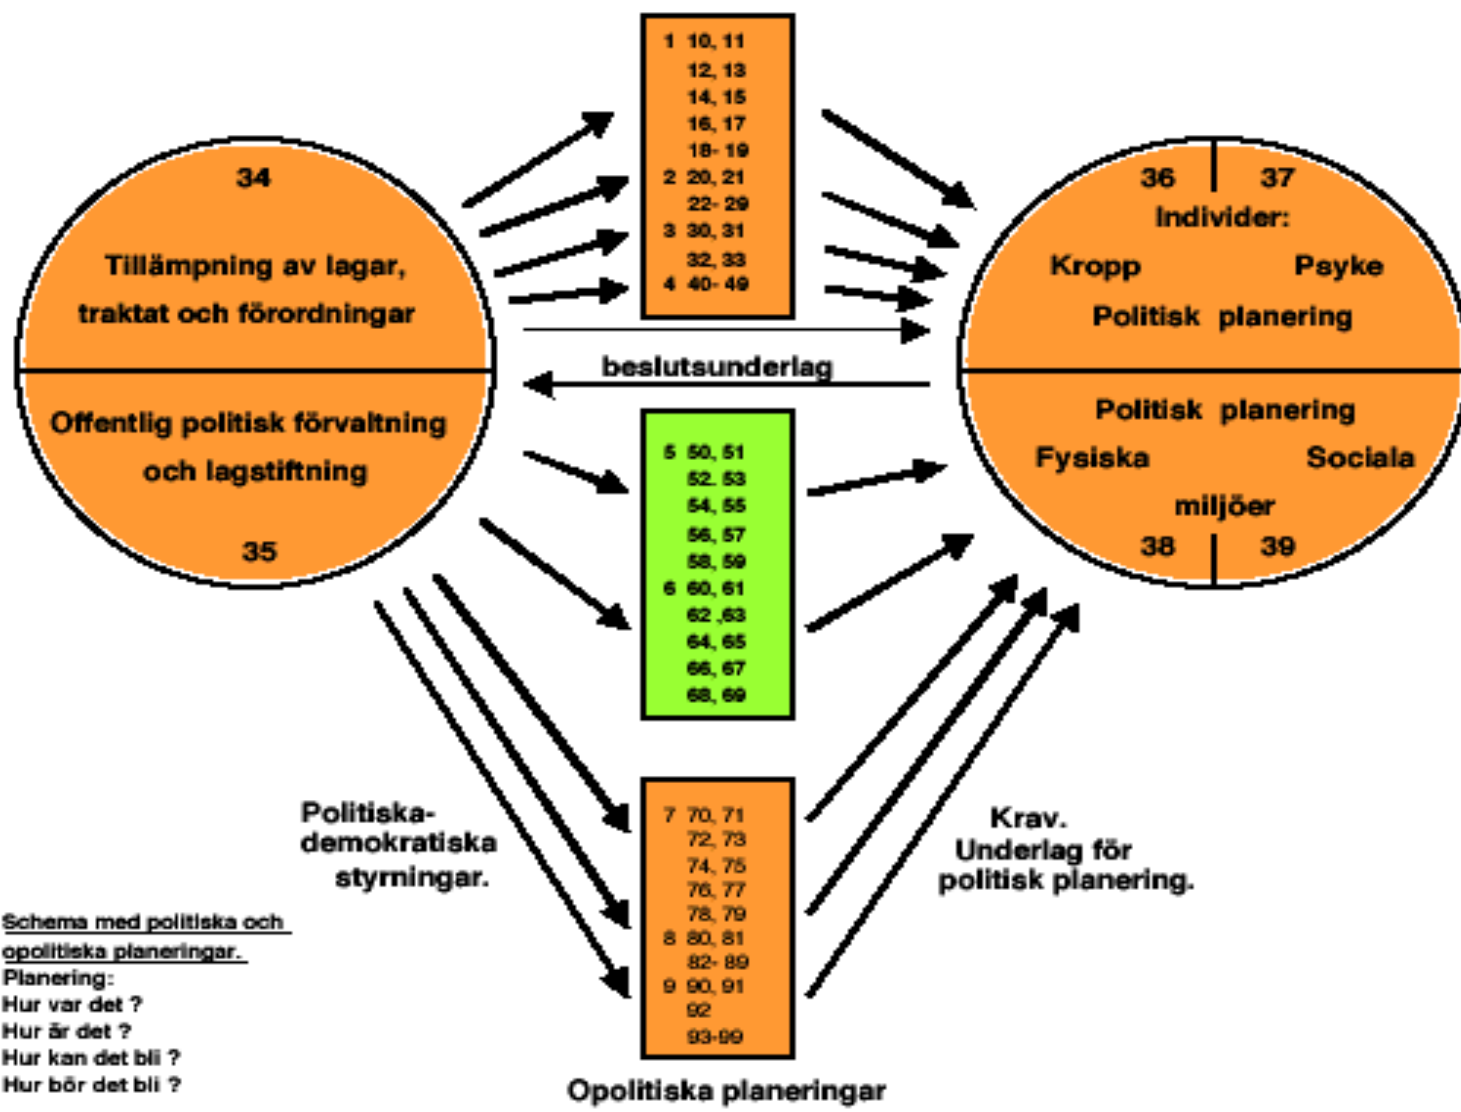 34
Tillämpning av lagar,
traktat och förordningar
Offentlig politisk förvaltning
och lagstiftning
35
1 10, 11
12, 13
14, 15
16, 17
18- 19
2 20, 21
22- 29
3 30, 31
32, 33
4 40- 49
beslutsunderlag
5 50, 51
52. 53
54, 55
56, 57
58, 59
6 60, 61
62 ,63
64, 65
66, 67
68, 69
7 70, 71
72, 73
74, 75
76, 77
78, 79
8 80, 81
82- 89
9 90, 91
92
93-99
Opolitiska planeringar
36 37
Individer:
Kropp Psyke
Politisk planering
Politisk planering
Fysiska Sociala
miljöer
38 39
Politiska-
demokratiska
styrningar.
Krav.
Underlag för
politisk planering.
Schema med politiska och
opolitiska planeringar.
Planering:
Hur var det ?
Hur är det ?
Hur kan det bli ?
Hur bör det bli ?